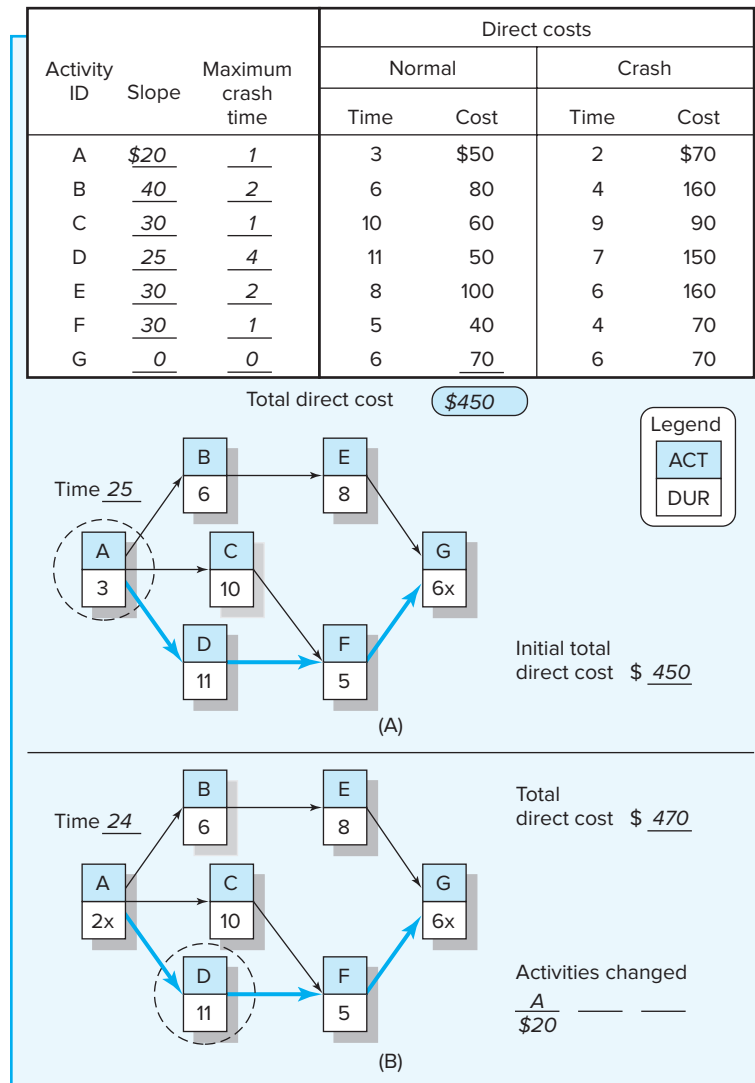 Direct costs
Activity ID Slope Maximum crash time Normal Crash
Time Cost Time Cost
A $20 1 3 $50 2 $70
B 40 2 6 80 4 160
C 30 1 10 60 9 90
D 25 4 11 50 7 150
E 30 2 8 100 6 160
F 30 1 5 40 4 70
G 0 0 6 70 6 70
Total direct cost $450
Legend
ACT
DUR
Time 25
B
6
E
8
A
3
C
10
G
6x
D
11
F
5
Initial total
direct cost $ 450
(A)
Time 24
B
6
E
8
Total
direct cost $ 470
A
2x
C
10
G
6x
D
11
F
5
Activities changed
A
$20
(B)